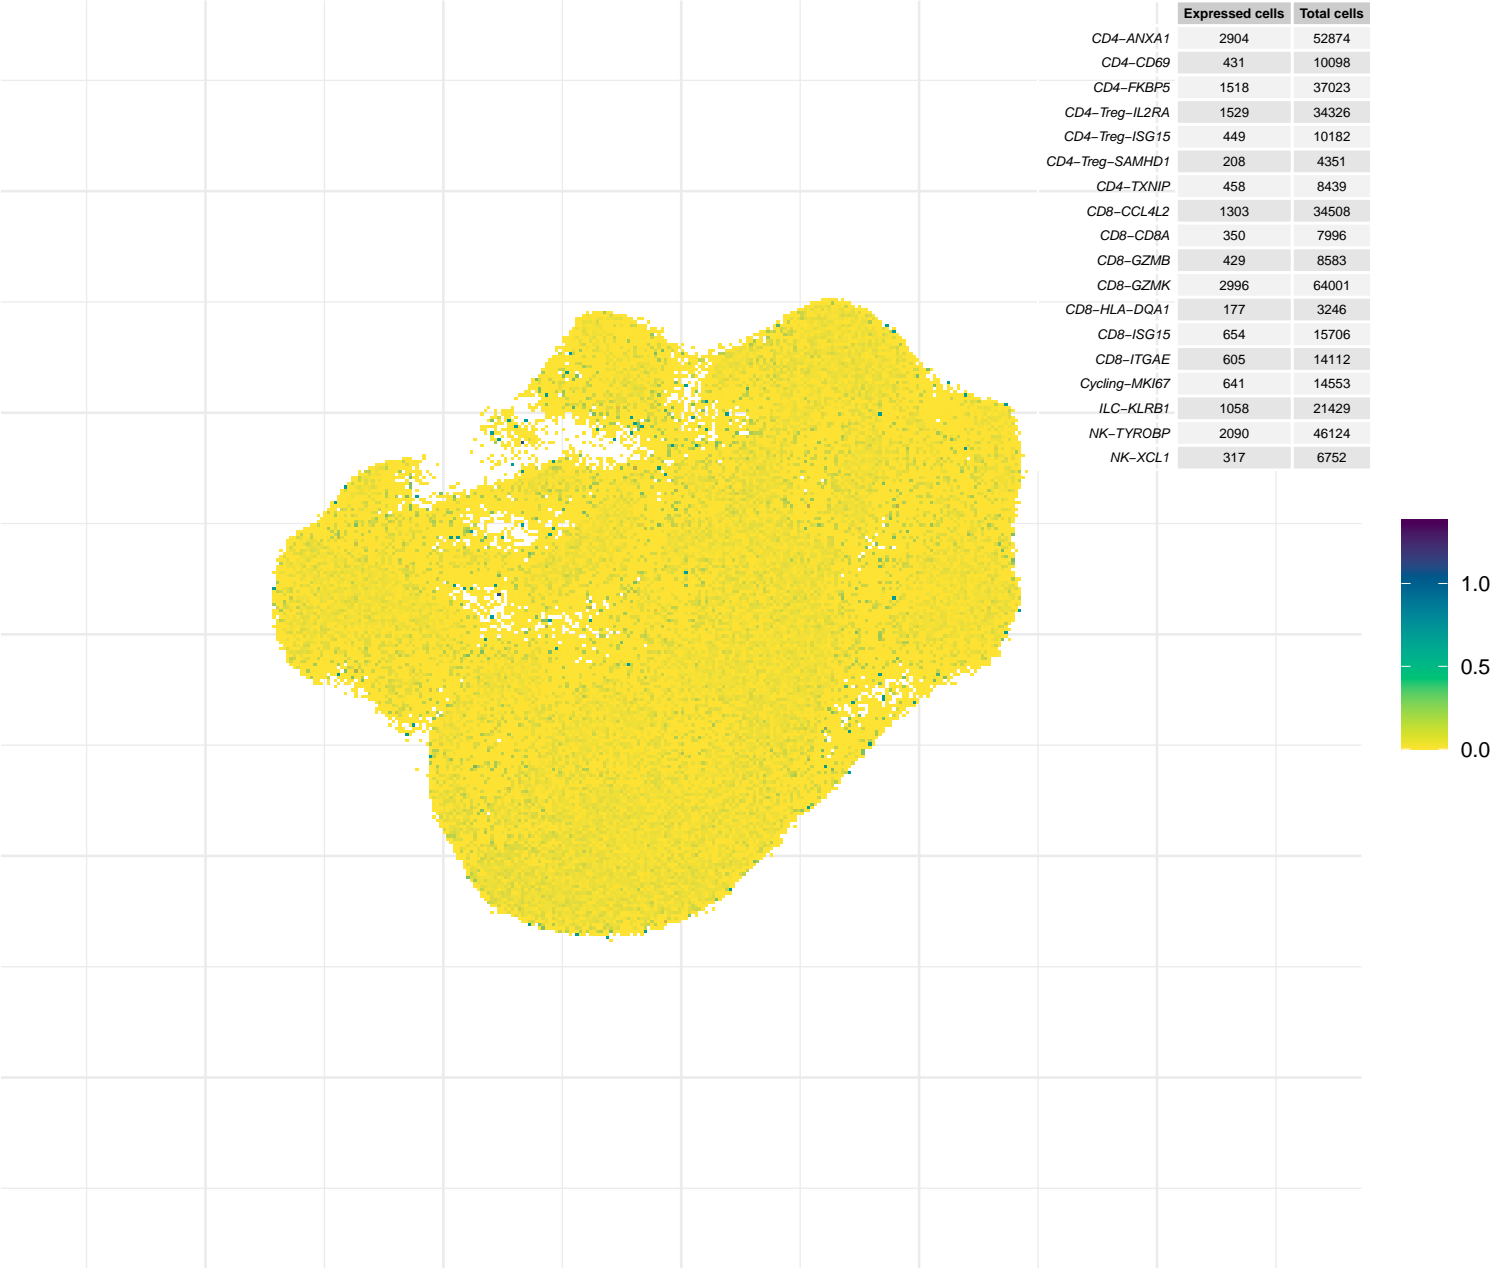 Expressed cells Total cells
CD4−ANXA1 2904 52874
CD4−CD69 431 10098
CD4−FKBP5 1518 37023
CD4−Treg−IL2RA 1529 34326
CD4−Treg−ISG15 449 10182
CD4−Treg−SAMHD1 208 4351
CD4−TXNIP 458 8439
CD8−CCL4L2 1303 34508
CD8−CD8A 350 7996
CD8−GZMB 429 8583
CD8−GZMK 2996 64001
CD8−HLA−DQA1 177 3246
CD8−ISG15 654 15706
CD8−ITGAE 605 14112
Cycling−MKI67 641 14553
ILC−KLRB1 1058 21429
NK−TYROBP 2090 46124
NK−XCL1 317 6752
1.0
0.5
0.0